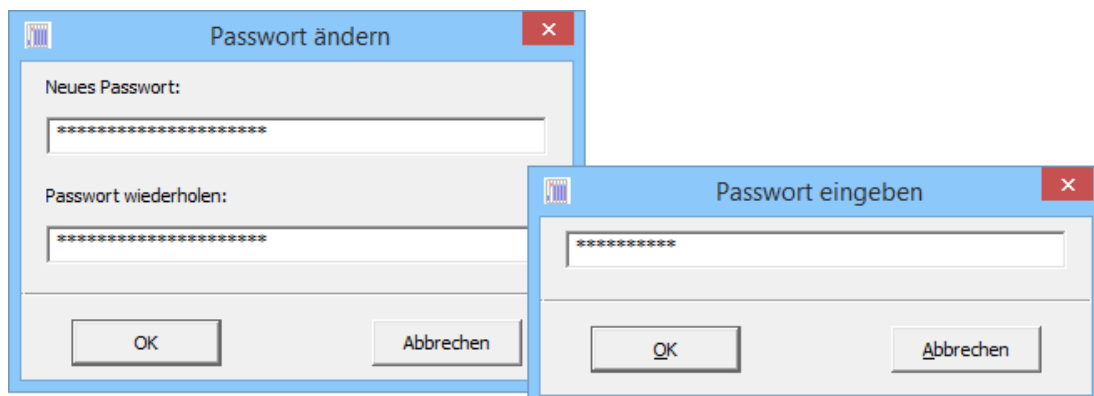 Passwort ändern
Neues Passwort:
*********************
Passwort wiederholen:
*********************
OK Abbrechen
Passwort eingeben
**********
OK Abbrechen